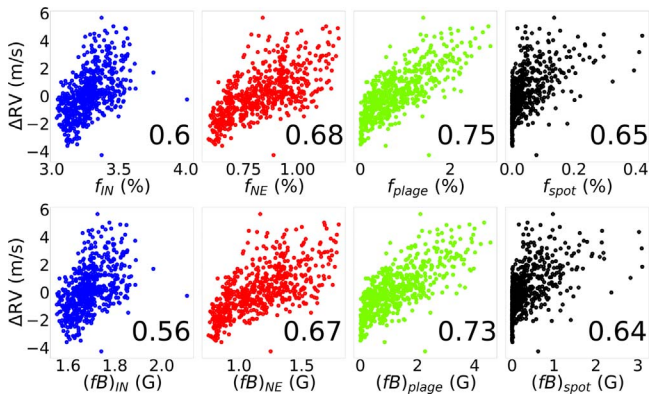 6
4
2
0
−2
−4
ΔRV (m/s)
0.6
0.68
0.75
0.65
3.0 3.5 4.0
0.75 1.00
0 2
0.0 0.2 0.4
f_IN (%)
f_NE (%)
f_plage (%)
f_spot (%)
6
4
2
0
−2
−4
ΔRV (m/s)
0.56
0.67
0.73
0.64
1.6 1.8 2.0
1.0 1.5
0 2 4
0 1 2 3
(fB)_IN (G)
(fB)_NE (G)
(fB)_plage (G)
(fB)_spot (G)